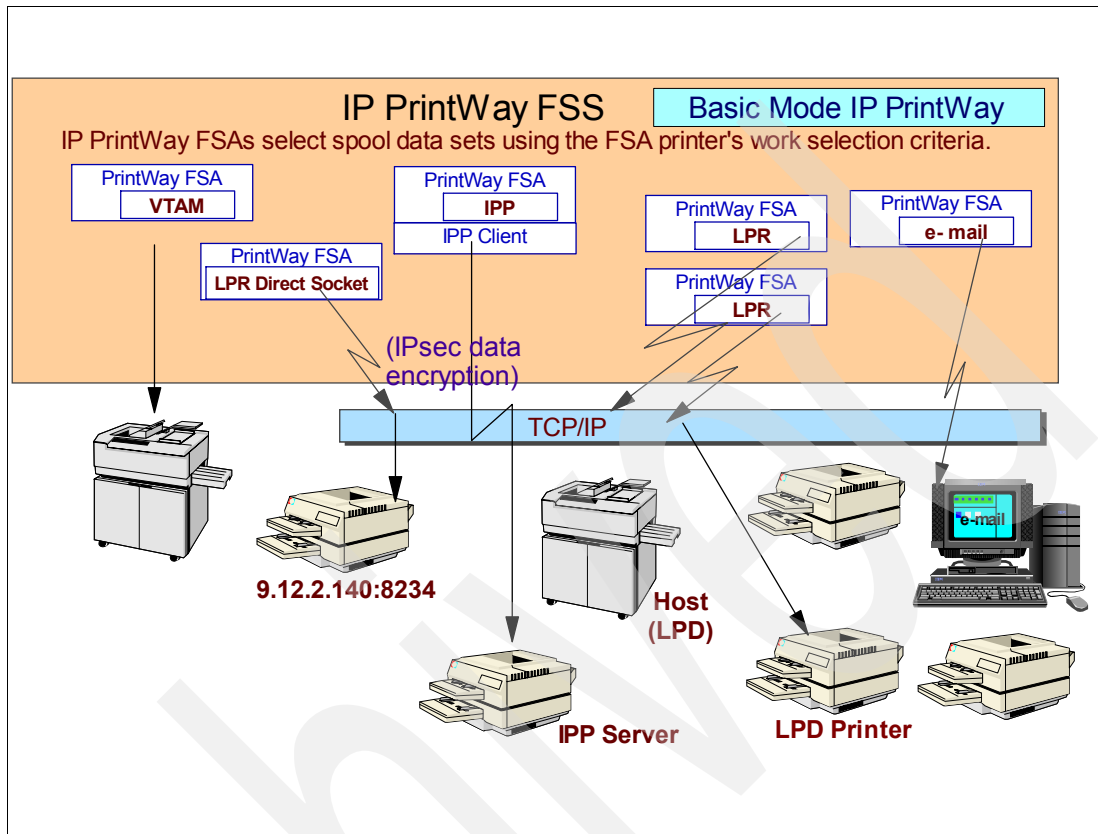 IP PrintWay FSS
Basic Mode IP PrintWay
IP PrintWay FSAs select spool data sets using the FSA printer's work selection criteria.
PrintWay FSA
VTAM
PrintWay FSA
IPP
IPP Client
PrintWay FSA
LPR
PrintWay FSA
e- mail
PrintWay FSA
LPR Direct Socket
PrintWay FSA
LPR
(IPsec data
encryption)
TCP/IP
e-mail
9.12.2.140:8234
Host
(LPD)
IPP Server
LPD Printer